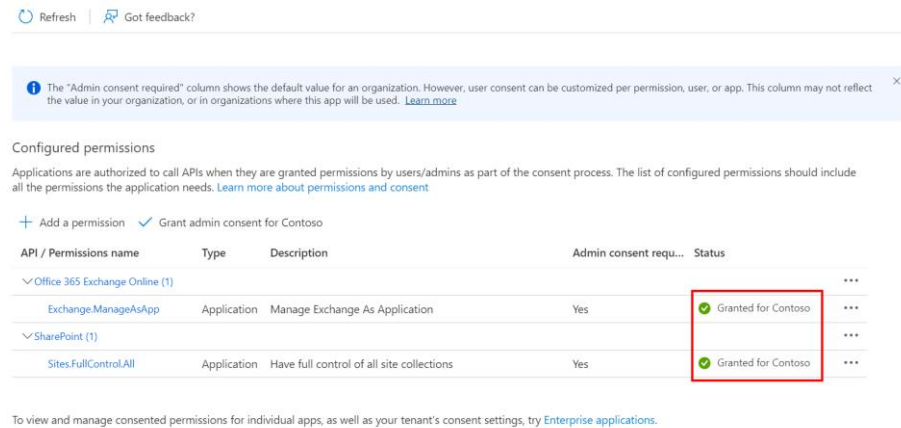 Refresh Got feedback?
The "Admin consent required" column shows the default value for an organization. However, user consent can be customized per permission, user, or app. This column may not reflect
the value in your organization, or in organizations where this app will be used. Learn more
Configured permissions
Applications are authorized to call APIs when they are granted permissions by users/admins as part of the consent process. The list of configured permissions should include
all the permissions the application needs. Learn more about permissions and consent
Add a permission Grant admin consent for Contoso
API / Permissions name Type Description Admin consent requ... Status
Office 365 Exchange Online (1)
Exchange.ManageAsApp Application Manage Exchange As Application Yes Granted for Contoso
SharePoint (1)
Sites.FullControl.All Application Have full control of all site collections Yes Granted for Contoso
To view and manage consented permissions for individual apps, as well as your tenant's consent settings, try Enterprise applications.